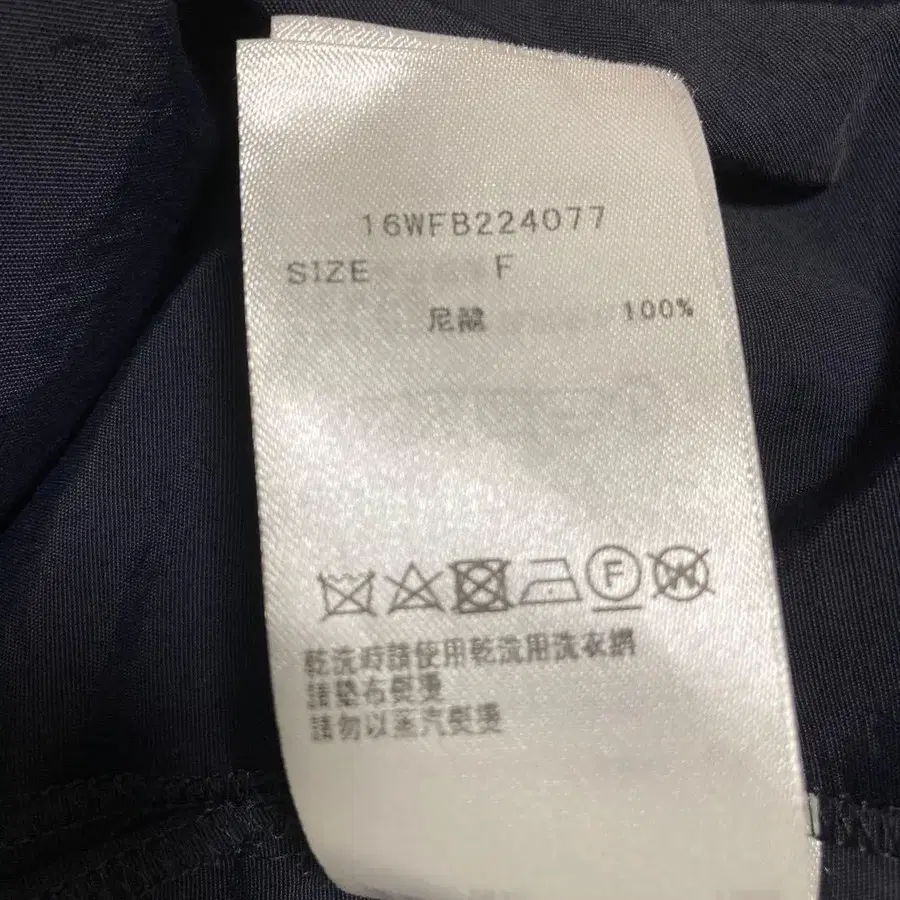 16WFB224077
SIZE F
尼龍 100%
F
W
乾洗時請使用乾洗用洗衣網
請墊布熨燙
請勿以蒸汽熨燙